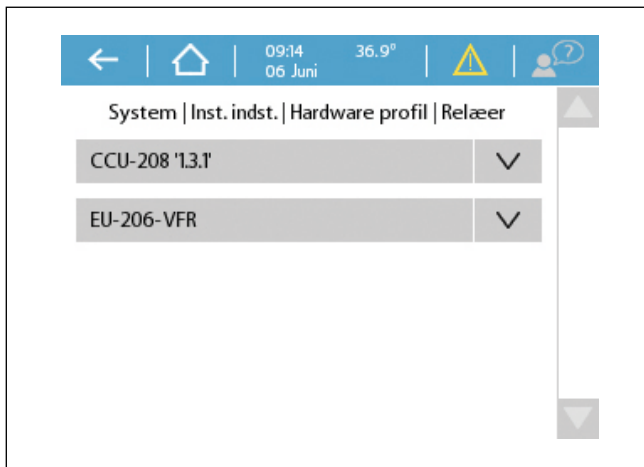 09:14 36.9°
06 Juni
?
System | Inst. indst. | Hardware profil | Relæer
CCU-208 '1.3.1'
EU-206-VFR